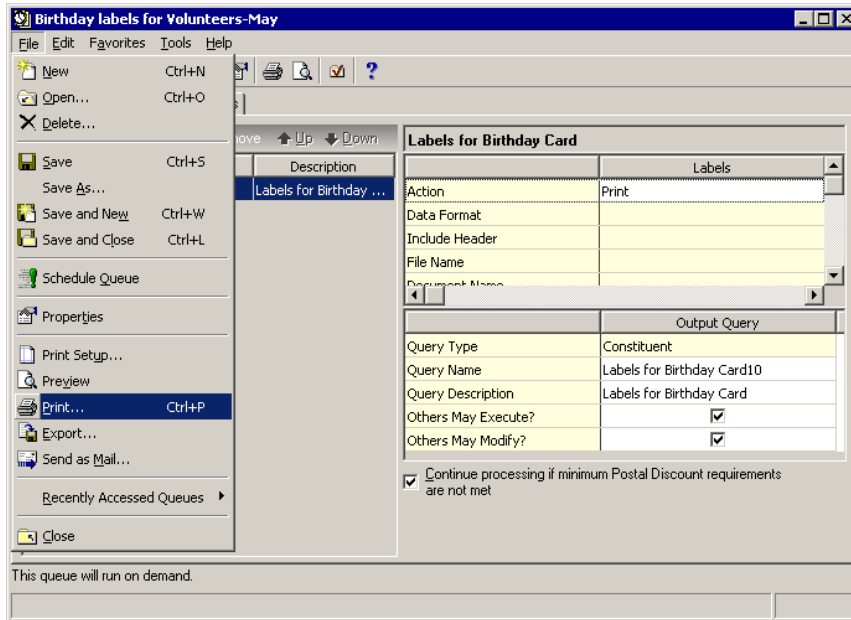 Birthday labels for Volunteers-May
File Edit Favorites Tools Help
New Ctrl+N
Open... Ctrl+O
Delete...
Save Ctrl+S
Save As...
Save and New Ctrl+W
Save and Close Ctrl+L
Schedule Queue
Properties
Print Setup...
Preview
Print... Ctrl+P
Export...
Send as Mail...
Recently Accessed Queues
Close
Up Down
Description
Labels for Birthday ...
Labels for Birthday Card
Labels
Action Print
Data Format
Include Header
File Name
Document Name
Output Query
Query Type Constituent
Query Name Labels for Birthday Card10
Query Description Labels for Birthday Card
Others May Execute?
Others May Modify?
Continue processing if minimum Postal Discount requirements
are not met
This queue will run on demand.